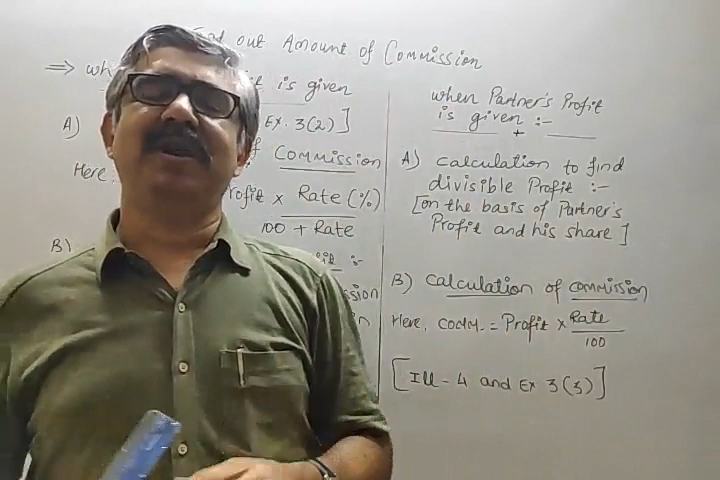 out Amount of Commission
⇒ is given
A) Ex. 3(2)]
of Commission
Here, Profit × Rate (%)
100 + Rate
B) :-
when Partner's Profit
is given :-
+
A) Calculation to find
divisible Profit :-
[on the basis of Partner's
Profit and his share]
B) Calculation of commission
Here, comm. = Profit × Rate
100
[Ill - 4 and Ex 3(3)]